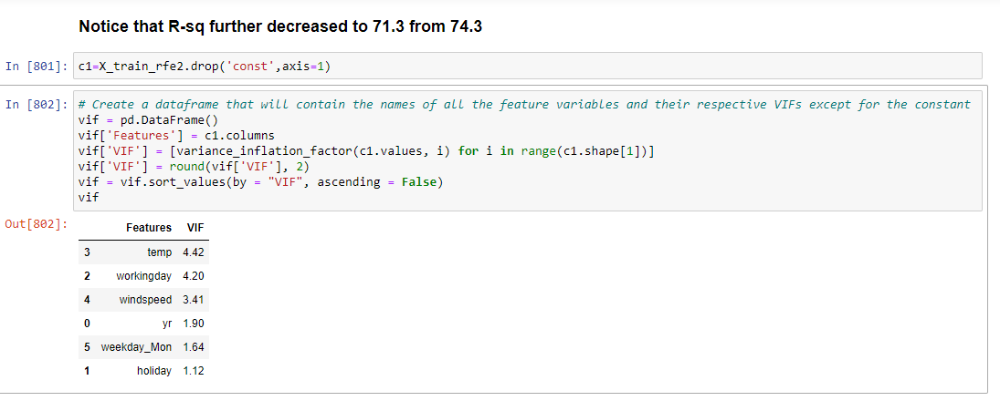 Notice that R-sq further decreased to 71.3 from 74.3
In [801]: c1=X_train_rfe2.drop('const',axis=1)
In [802]: # Create a dataframe that will contain the names of all the feature variables and their respective VIFs except for the constant
vif = pd.DataFrame()
vif['Features'] = c1.columns
vif['VIF'] = [variance_inflation_factor(c1.values, i) for i in range(c1.shape[1])]
vif['VIF'] = round(vif['VIF'], 2)
vif = vif.sort_values(by = "VIF", ascending = False)
vif
Out[802]:
Features VIF
3 temp 4.42
2 workingday 4.20
4 windspeed 3.41
0 yr 1.90
5 weekday_Mon 1.64
1 holiday 1.12